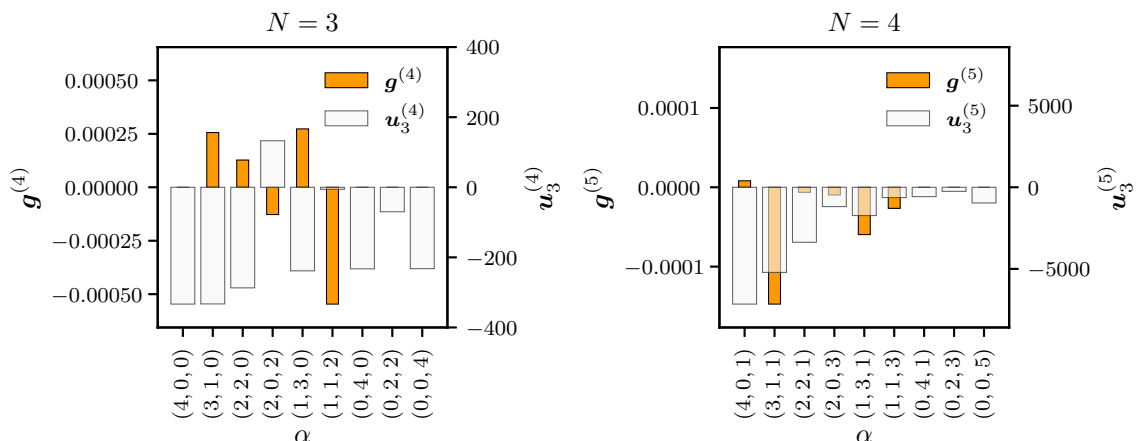 N = 3
g^(4)
u_3^(4)
0.00050
0.00025
0.00000
−0.00025
−0.00050
g^(4)
400
200
0
−200
−400
u_3^(4)
(4, 0, 0)
(3, 1, 0)
(2, 2, 0)
(2, 0, 2)
(1, 3, 0)
(1, 1, 2)
(0, 4, 0)
(0, 2, 2)
(0, 0, 4)
α
N = 4
g^(5)
u_3^(5)
0.0001
0.0000
−0.0001
g^(5)
5000
0
−5000
u_3^(5)
(4, 0, 1)
(3, 1, 1)
(2, 2, 1)
(2, 0, 3)
(1, 3, 1)
(1, 1, 3)
(0, 4, 1)
(0, 2, 3)
(0, 0, 5)
α